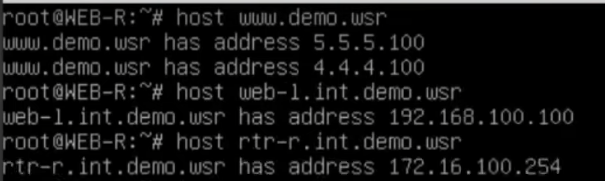 root@WEB-R:~# host www.demo.wsr
www.demo.wsr has address 5.5.5.100
www.demo.wsr has address 4.4.4.100
root@WEB-R:~# host web-l.int.demo.wsr
web-l.int.demo.wsr has address 192.168.100.100
root@WEB-R:~# host rtr-r.int.demo.wsr
rtr-r.int.demo.wsr has address 172.16.100.254